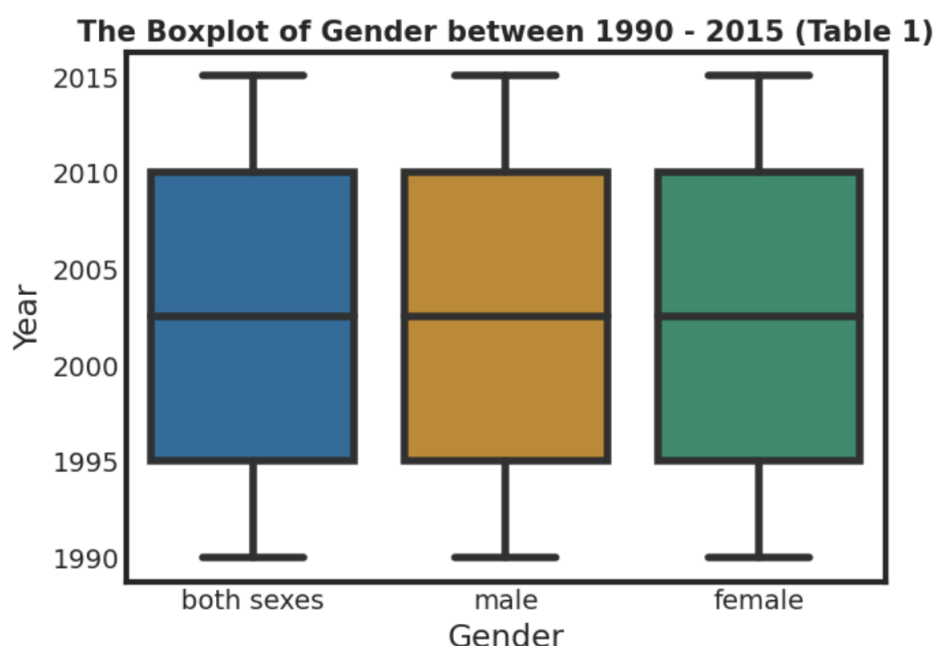 The Boxplot of Gender between 1990 - 2015 (Table 1)
2015
2010
2005
2000
1995
1990
Year
both sexes male female
Gender